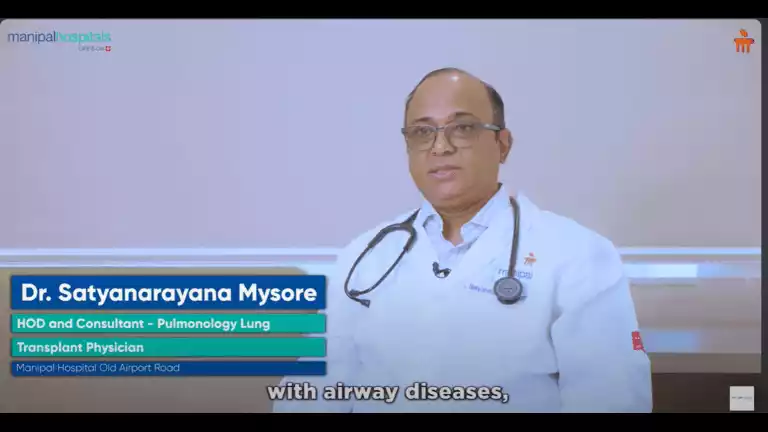 manipalhospitals
LIFE'S ON
Dr. Satyanarayana Mysore
HOD and Consultant - Pulmonology Lung
Transplant Physician
Manipal Hospital Old Airport Road
manipal
with airway diseases,